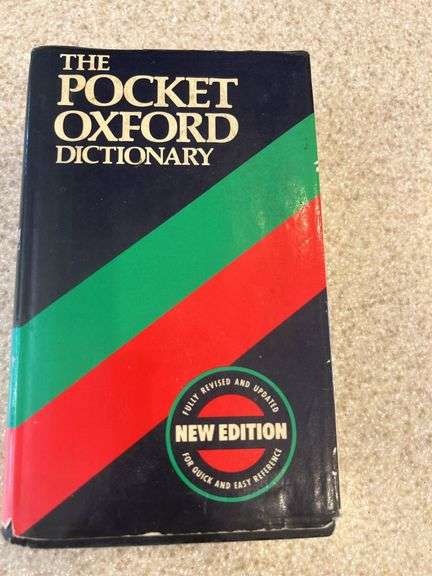 THE
POCKET
OXFORD
DICTIONARY
FULLY REVISED AND UPDATED
NEW EDITION
FOR QUICK AND EASY REFERENCE